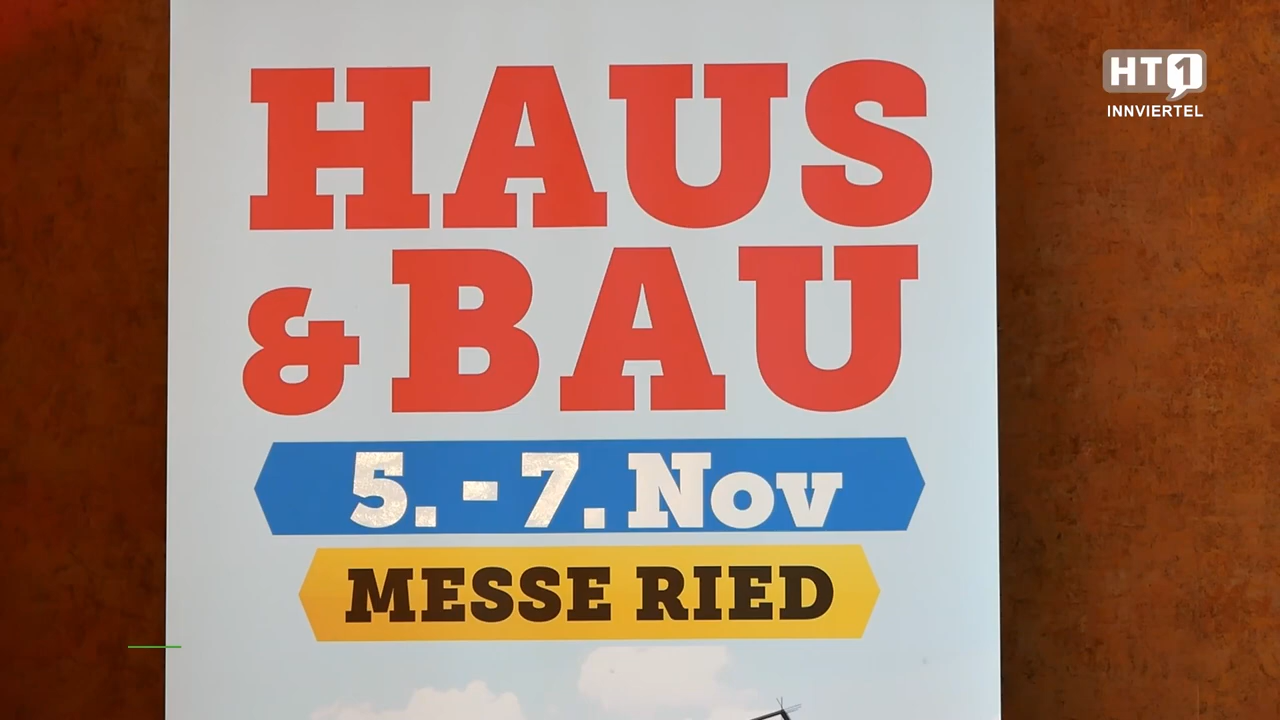 HAUS
& BAU
5. - 7. Nov
MESSE RIED
HT1
INNVIERTEL